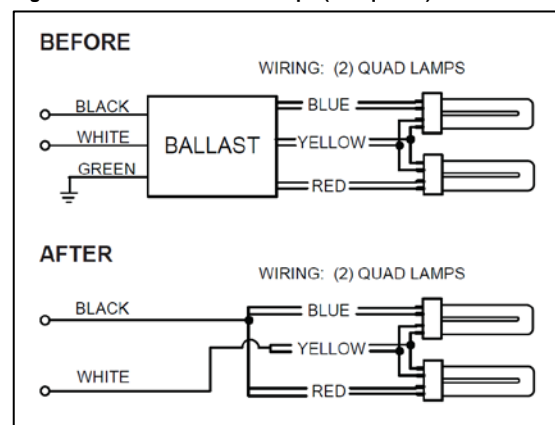 BEFORE
WIRING: (2) QUAD LAMPS
BLACK
BLUE
WHITE
BALLAST
YELLOW
GREEN
RED
AFTER
WIRING: (2) QUAD LAMPS
BLACK
BLUE
YELLOW
WHITE
RED